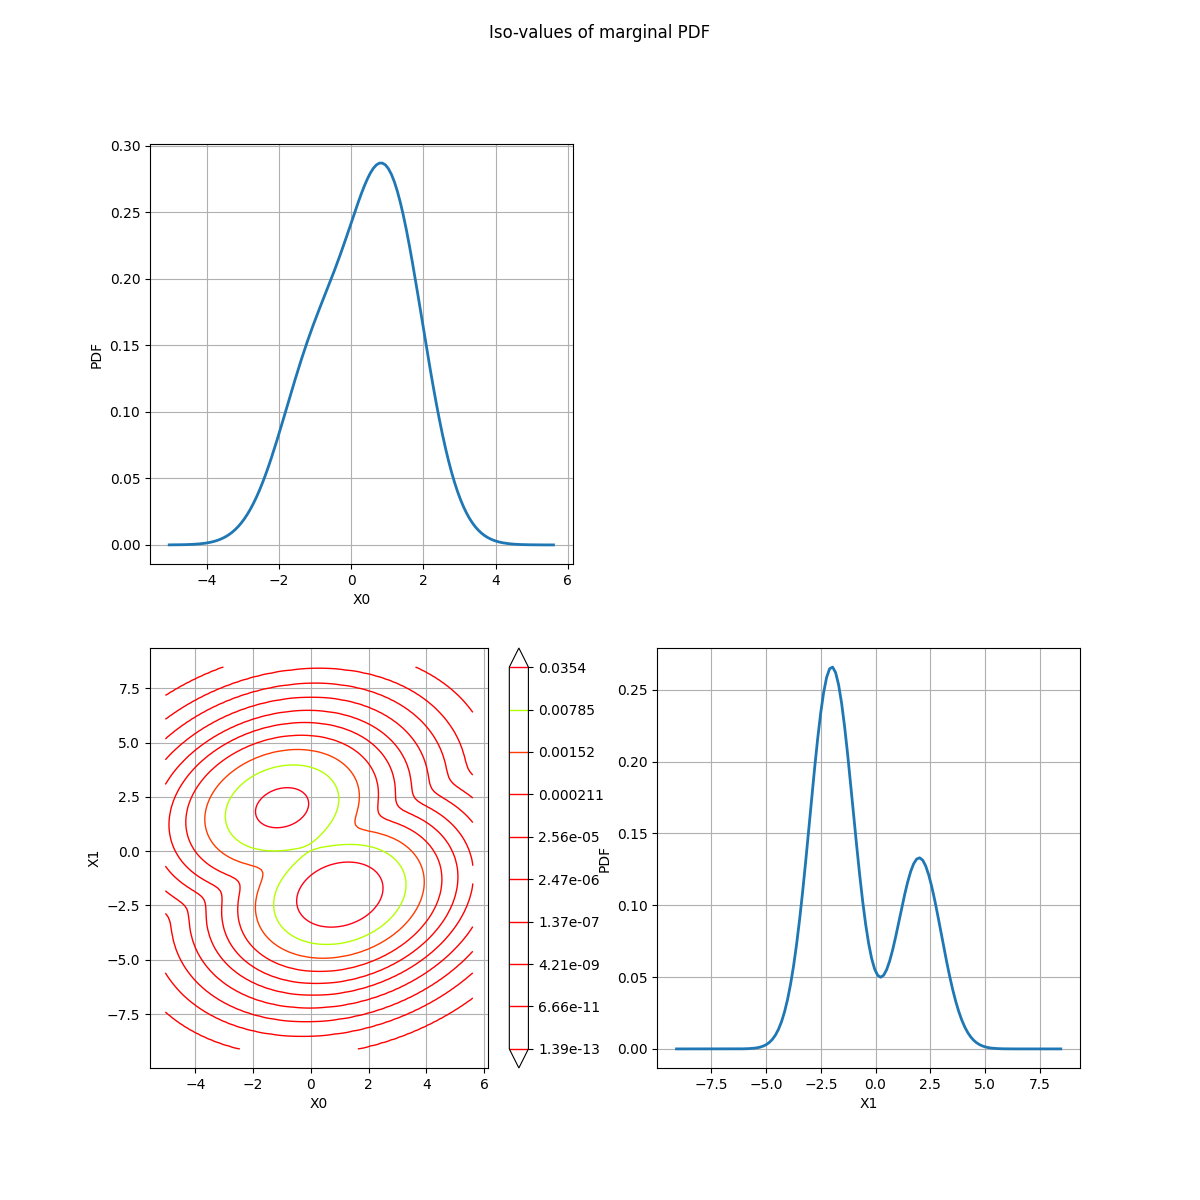 Iso-values of marginal PDF
0.30
0.25
0.20
0.15
0.10
0.05
0.00
PDF
−4 −2 0 2 4 6
X0
7.5
5.0
2.5
0.0
−2.5
−5.0
−7.5
X1
−4 −2 0 2 4 6
X0
0.0354
0.00785
0.00152
0.000211
2.56e-05
2.47e-06
1.37e-07
4.21e-09
6.66e-11
1.39e-13
PDF
0.25
0.20
0.15
0.10
0.05
0.00
−7.5 −5.0 −2.5 0.0 2.5 5.0 7.5
X1